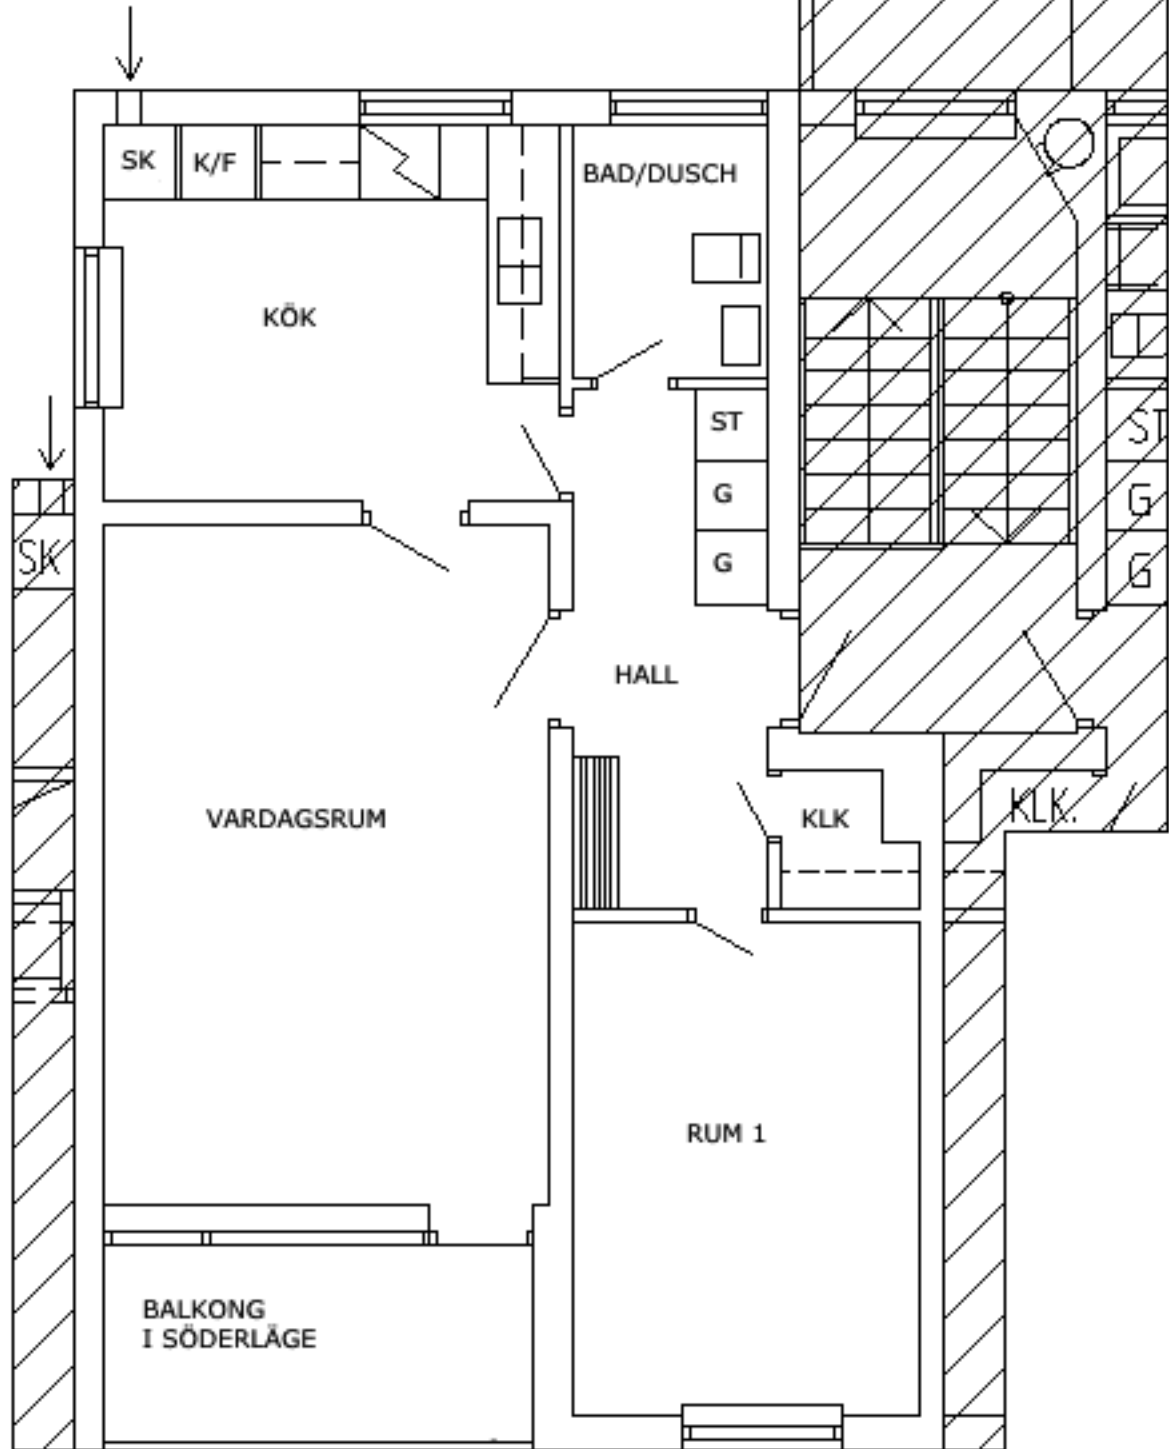 SK
K/F
BAD/DUSCH
KÖK
ST
ST
G
G
SK
G
G
HALL
VARDAGSRUM
KLK
KLK.
RUM 1
BALKONG
I SÖDERLÄGE